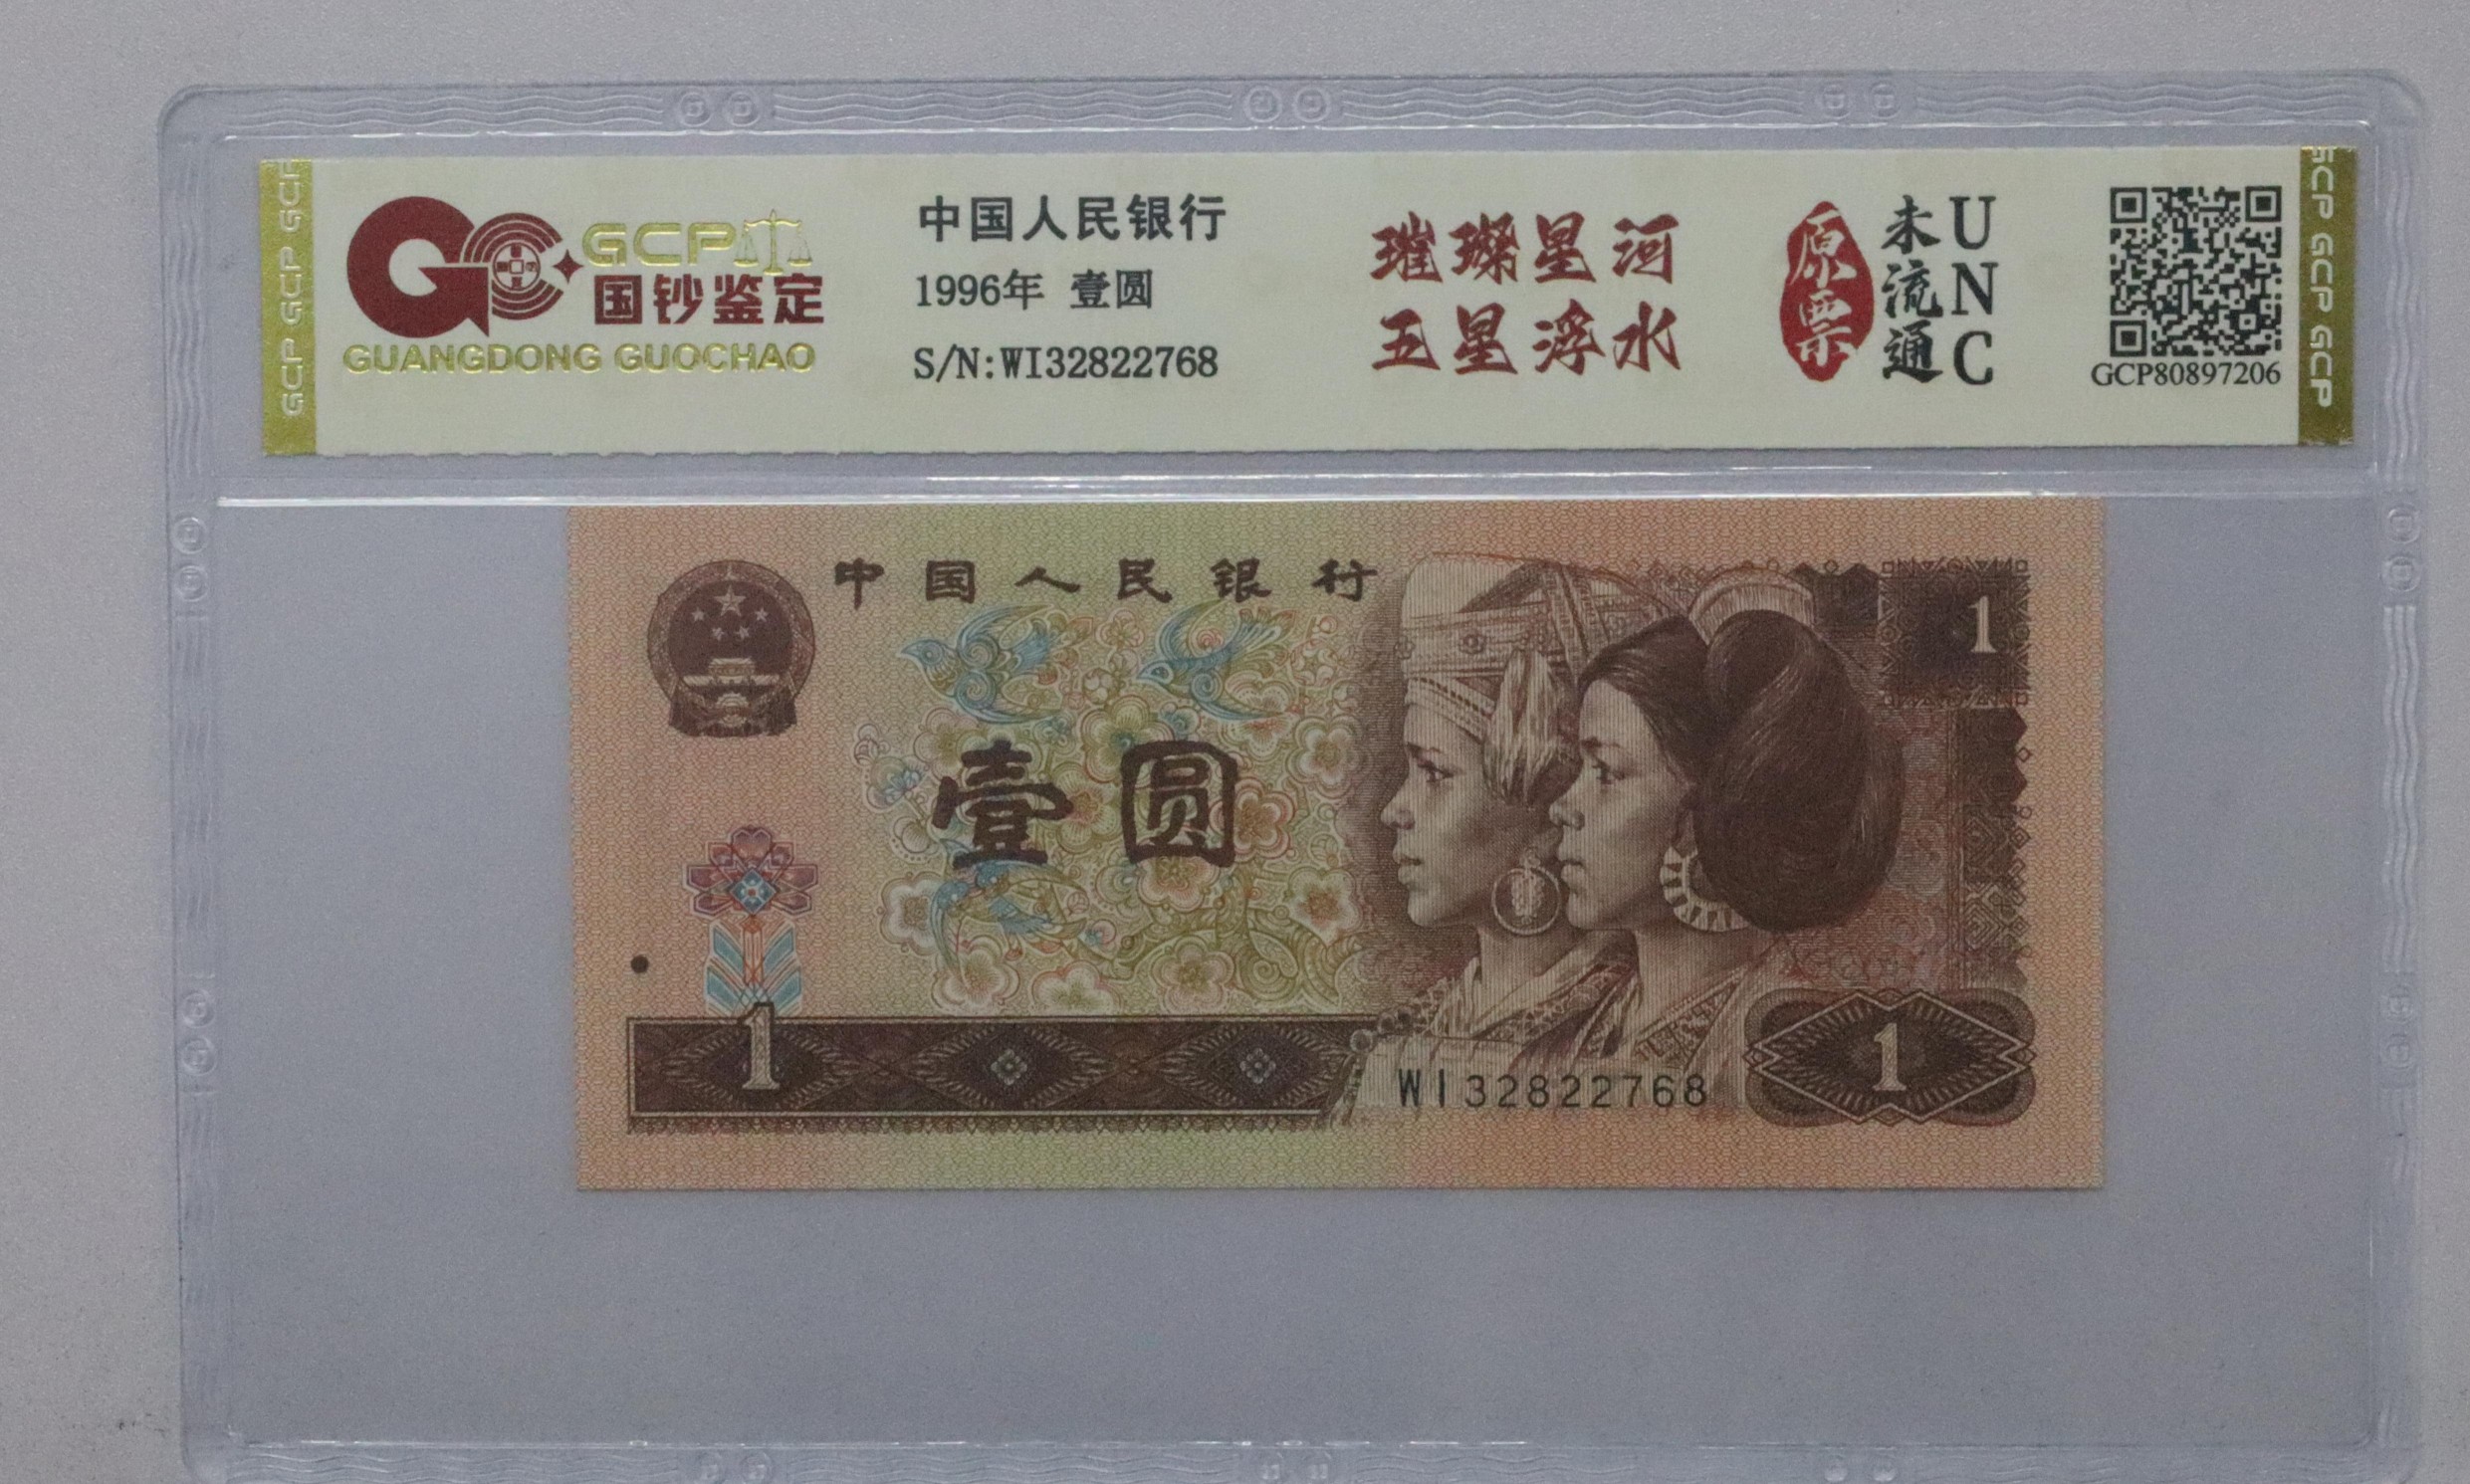 GCP GCP GCP
GCP
国钞鉴定
GUANGDONG GUOCHAO
中国人民银行
1996年 壹圆
S/N:WI32822768
璀璨星河
五星浮水
原票
未流通
UNC
GCP80897206
GCP GCP GCP
中国人民银行
1
壹圆
1
1
WI32822768